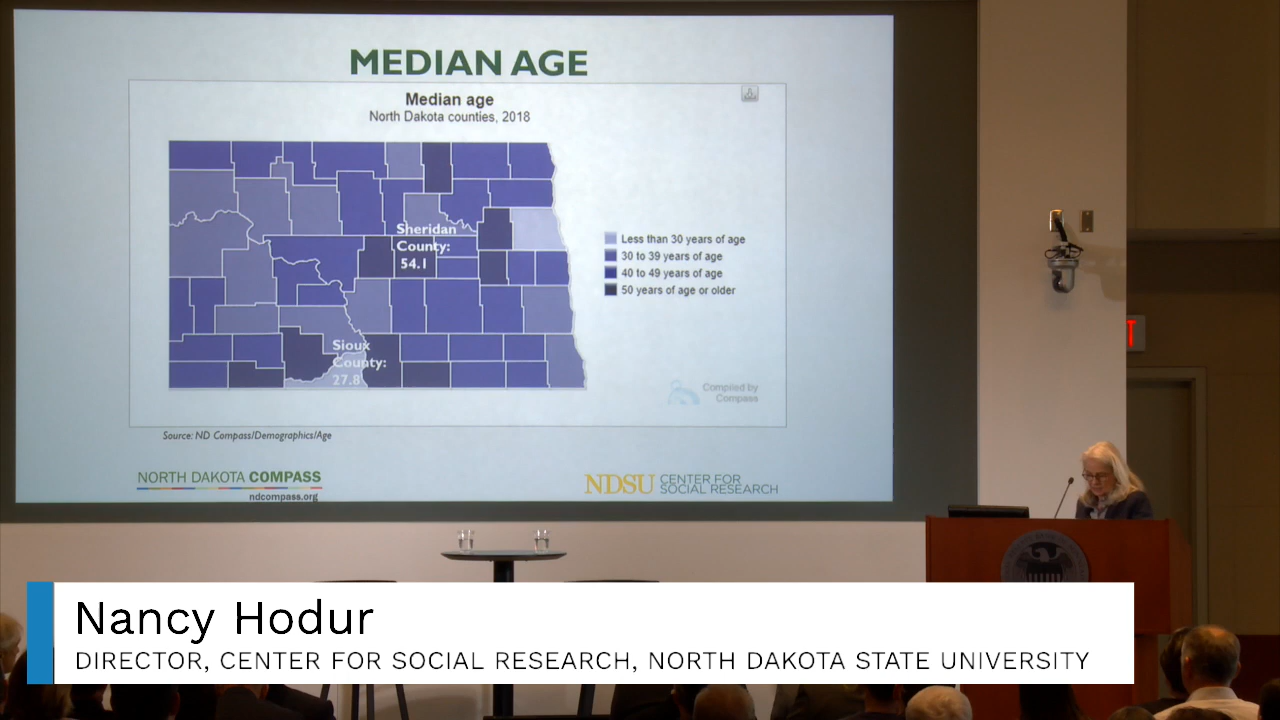 MEDIAN AGE
Median age
North Dakota counties, 2018
Sheridan
County:
54.1
Sioux
County:
27.8
Less than 30 years of age
30 to 39 years of age
40 to 49 years of age
50 years of age or older
Compiled by
Compass
Source: ND Compass/Demographics/Age
NORTH DAKOTA COMPASS
ndcompass.org
NDSU CENTER FOR
SOCIAL RESEARCH
Nancy Hodur
DIRECTOR, CENTER FOR SOCIAL RESEARCH, NORTH DAKOTA STATE UNIVERSITY